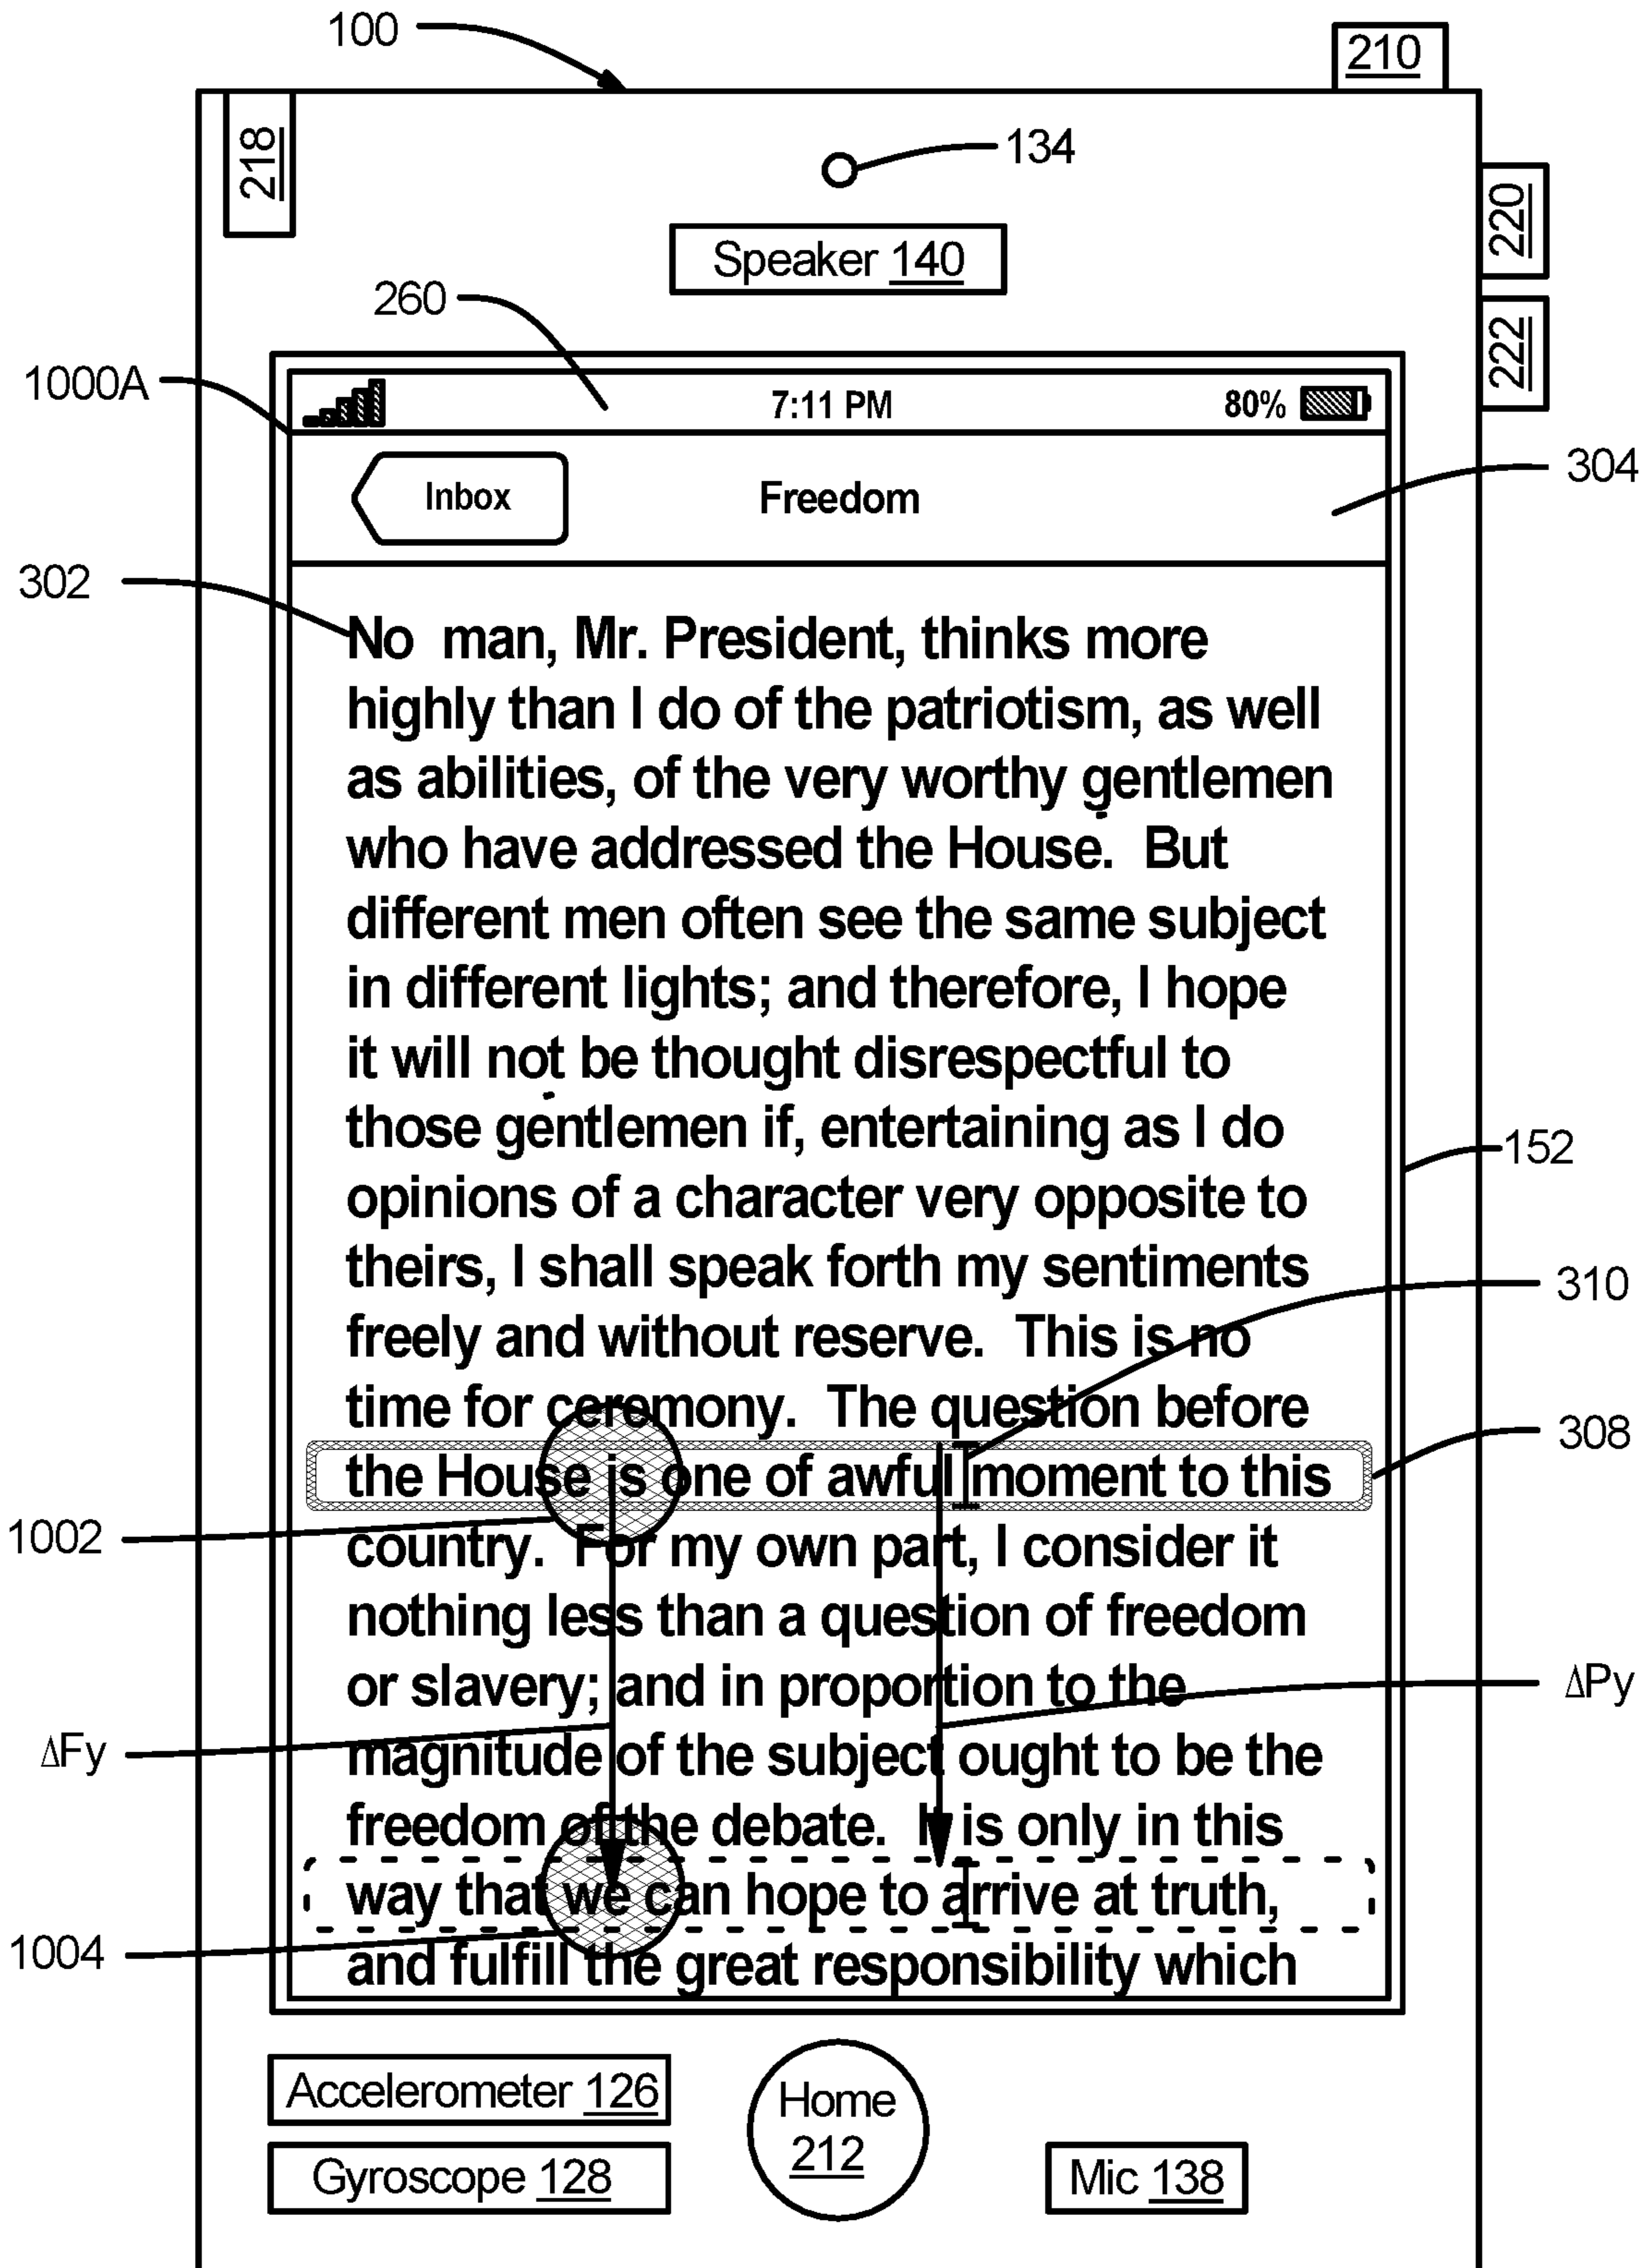 100
210
218
134
220
Speaker 140
260
222
1000A
7:11 PM
80%
304
Inbox
Freedom
302
No man, Mr. President, thinks more
highly than I do of the patriotism, as well
as abilities, of the very worthy gentlemen
who have addressed the House. But
different men often see the same subject
in different lights; and therefore, I hope
it will not be thought disrespectful to
those gentlemen if, entertaining as I do
152
opinions of a character very opposite to
theirs, I shall speak forth my sentiments
310
freely and without reserve. This is no
time for ceremony. The question before
308
the House is one of awful moment to this
1002
country. For my own part, I consider it
nothing less than a question of freedom
or slavery; and in proportion to the
ΔPy
ΔFy
magnitude of the subject ought to be the
freedom of the debate. It is only in this
way that we can hope to arrive at truth,
1004
and fulfill the great responsibility which
Accelerometer 126
Home
212
Gyroscope 128
Mic 138